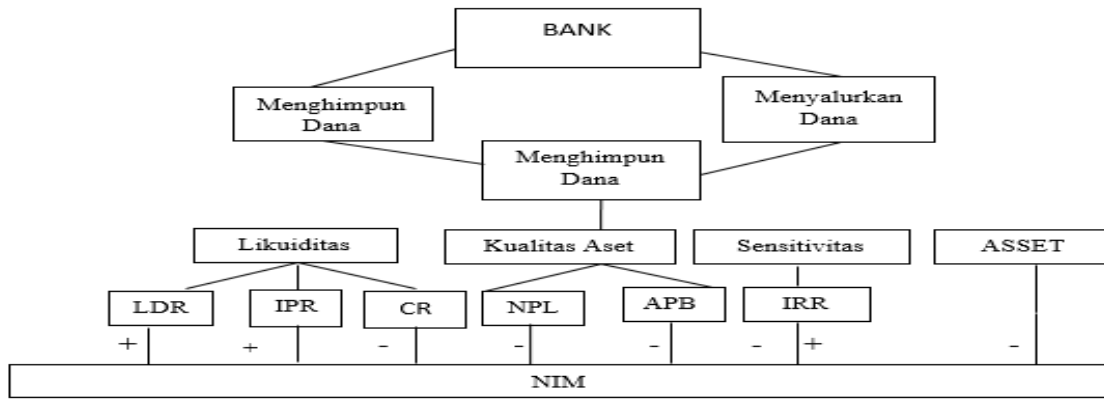 BANK
Menghimpun
Dana
Menyalurkan
Dana
Menghimpun
Dana
Likuiditas
Kualitas Aset
Sensitivitas
ASSET
LDR
IPR
CR
NPL
APB
IRR
+
+
-
-
-
-
+
-
NIM